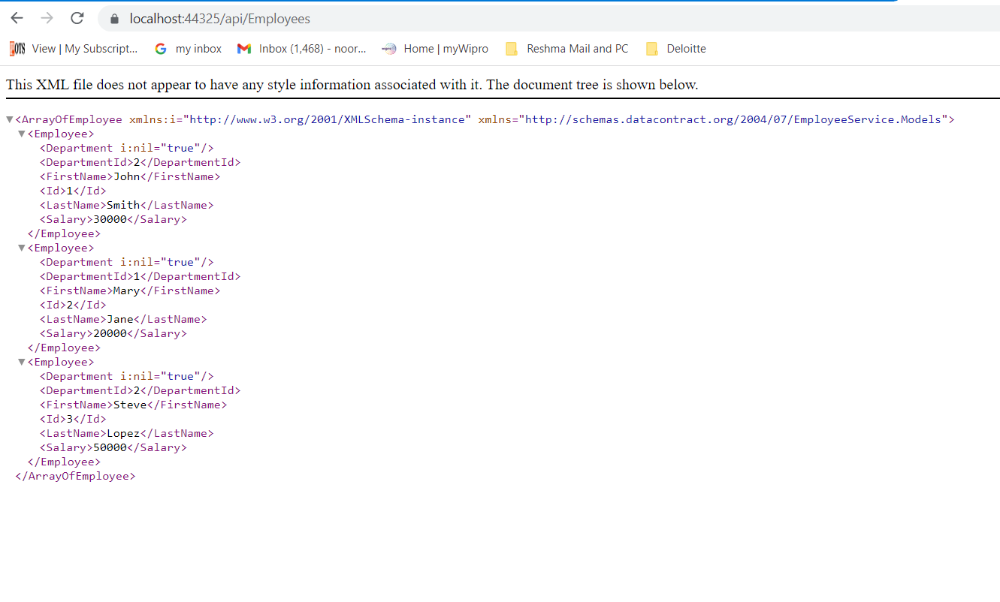 localhost:44325/api/Employees
View | My Subscript... my inbox Inbox (1,468) - noor... Home | myWipro Reshma Mail and PC Deloitte
This XML file does not appear to have any style information associated with it. The document tree is shown below.
<ArrayOfEmployee xmlns:i="http://www.w3.org/2001/XMLSchema-instance" xmlns="http://schemas.datacontract.org/2004/07/EmployeeService.Models">
<Employee>
<Department i:nil="true"/>
<DepartmentId>2</DepartmentId>
<FirstName>John</FirstName>
<Id>1</Id>
<LastName>Smith</LastName>
<Salary>30000</Salary>
</Employee>
<Employee>
<Department i:nil="true"/>
<DepartmentId>1</DepartmentId>
<FirstName>Mary</FirstName>
<Id>2</Id>
<LastName>Jane</LastName>
<Salary>20000</Salary>
</Employee>
<Employee>
<Department i:nil="true"/>
<DepartmentId>2</DepartmentId>
<FirstName>Steve</FirstName>
<Id>3</Id>
<LastName>Lopez</LastName>
<Salary>50000</Salary>
</Employee>
</ArrayOfEmployee>